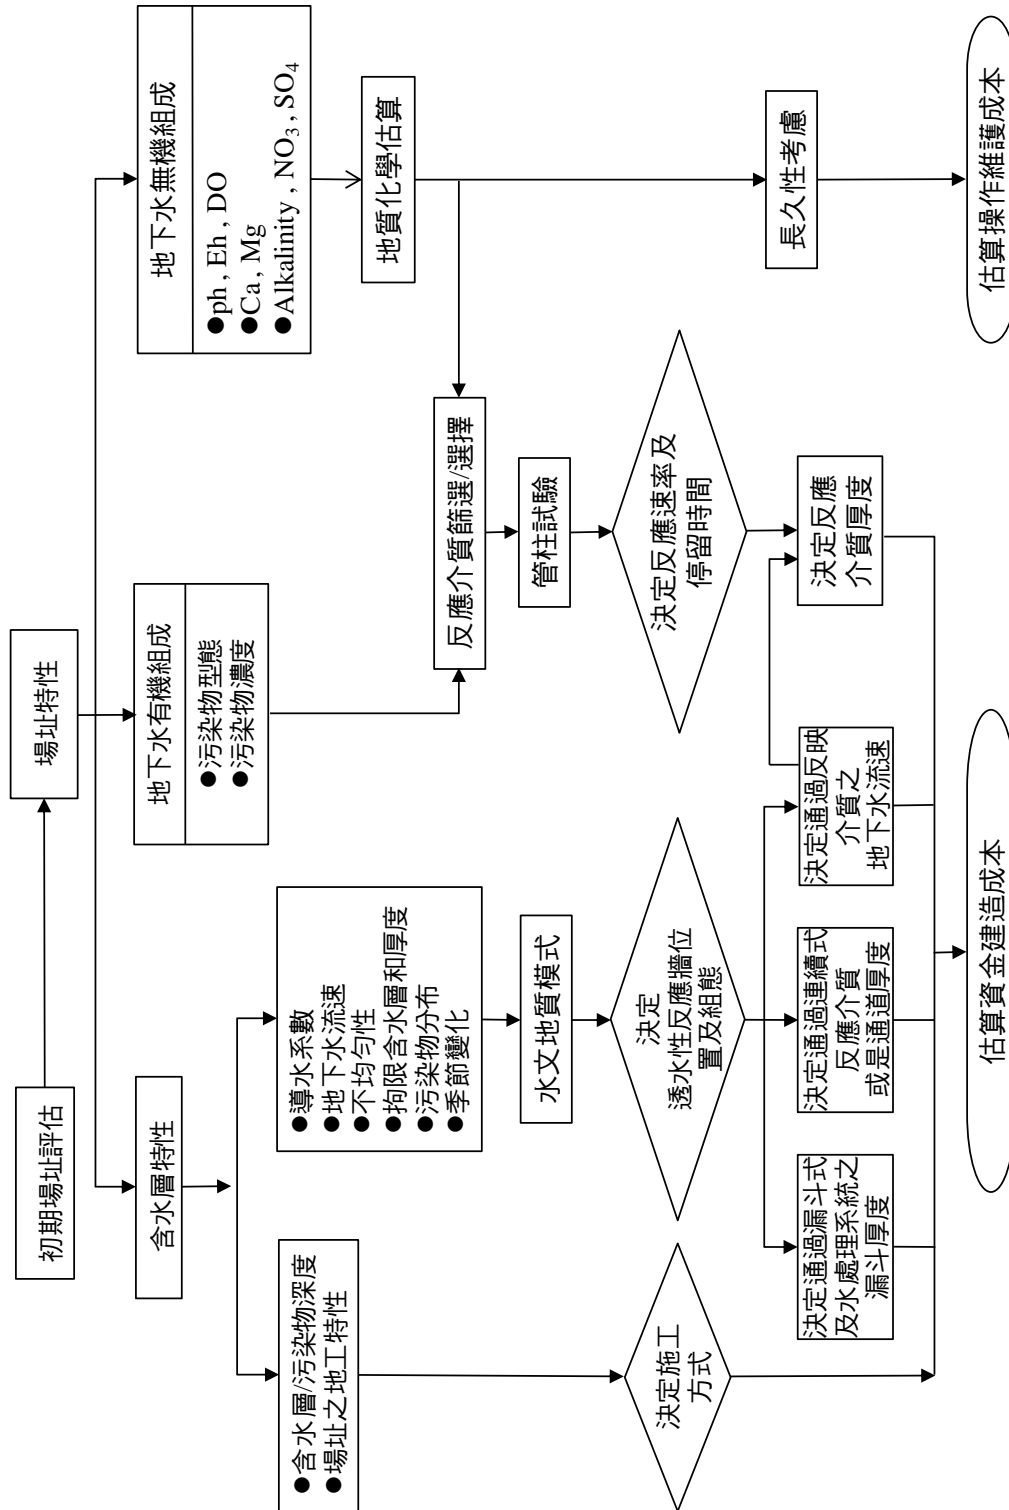 初期場址評估
場址特性
含水層特性
地下水有機組成
●污染物型態
●污染物濃度
地下水無機組成
●ph , Eh , DO
●Ca , Mg
●Alkalinity , NO3 , SO4
●含水層/污染物深度
●場址之地工特性
●導水系數
●地下水流速
●不均勻性
●拘限含水層和厚度
●污染物分布
●季節變化
地質化學估算
反應介質篩選/選擇
水文地質模式
管柱試驗
決定施工
方式
決定
透水性反應牆位
置及組態
決定反應速率及
停留時間
長久性考慮
決定通過漏斗式
及水處理系統之
漏斗厚度
決定通過連續式
反應介質
或是通道厚度
決定通過反映
介質之
地下水流速
決定反應
介質厚度
估算資金建造成本
估算操作維護成本